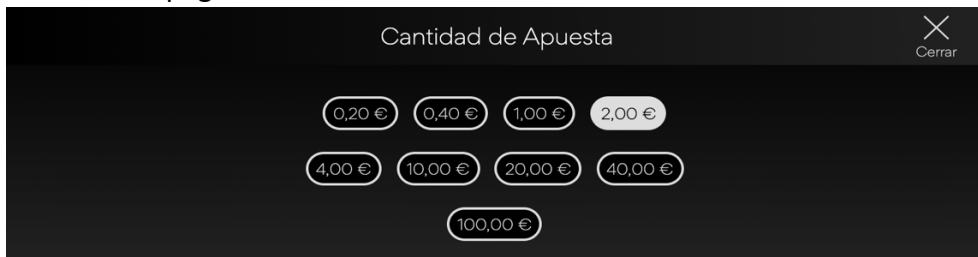 Cantidad de Apuesta
Cerrar
0,20 € 0,40 € 1,00 € 2,00 €
4,00 € 10,00 € 20,00 € 40,00 €
100,00 €